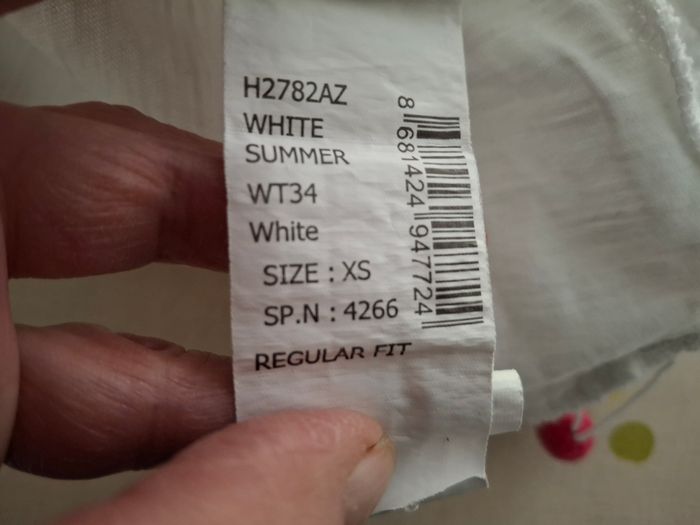 H2782AZ
WHITE
SUMMER
WT34
White
SIZE : XS
SP.N : 4266
REGULAR FIT
8 681424 947724